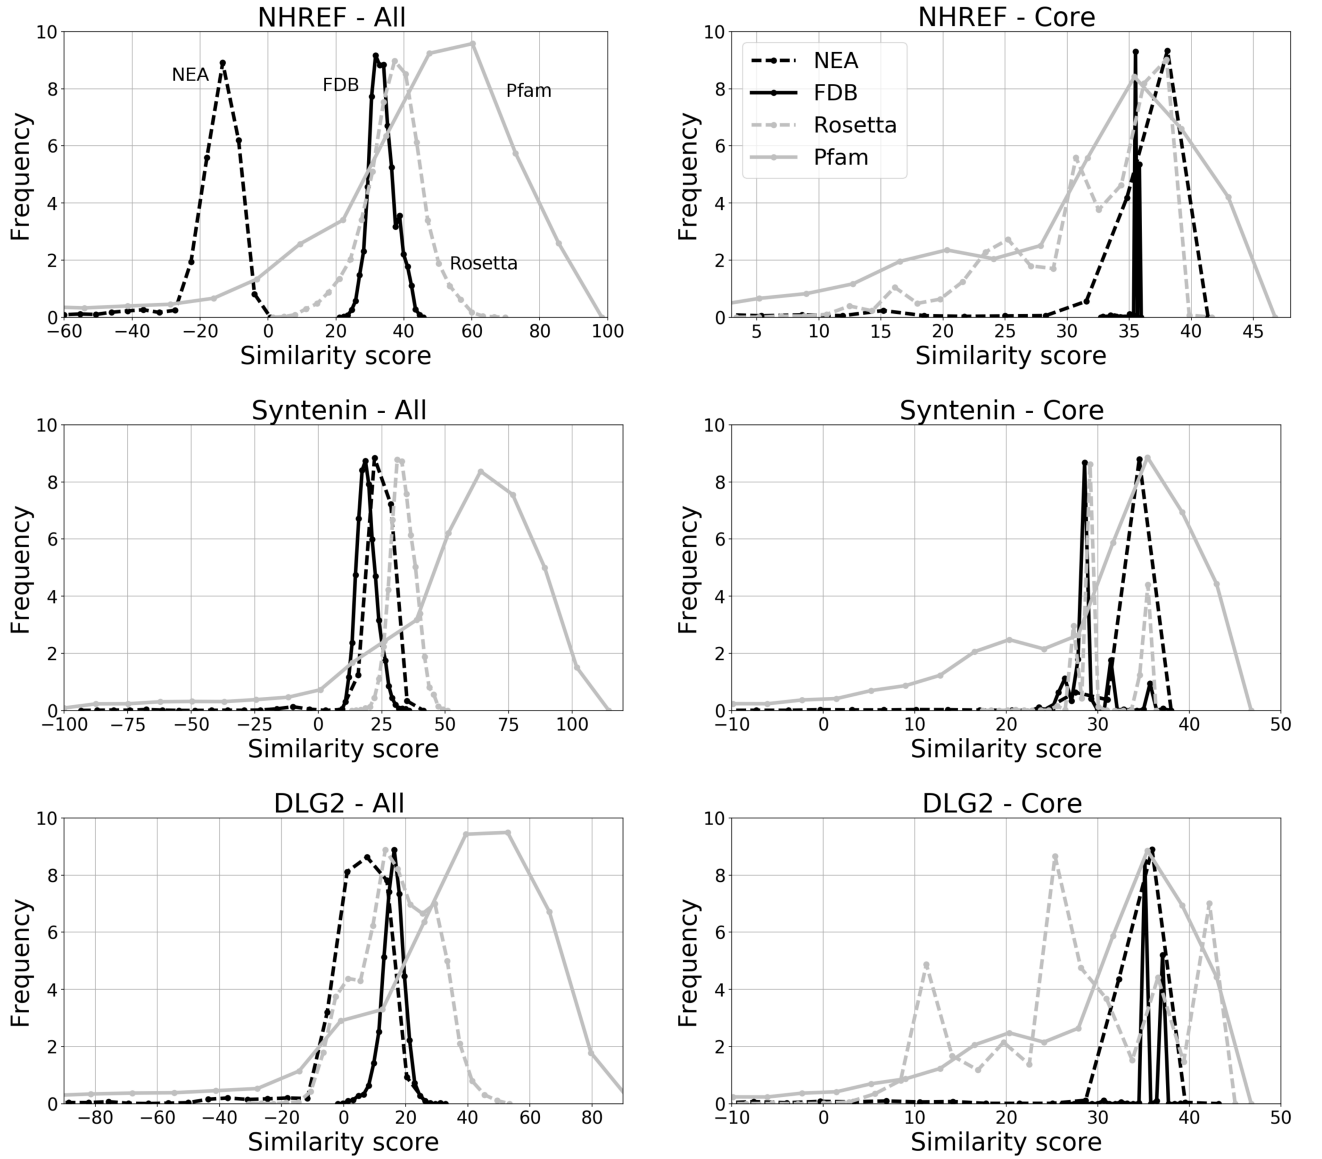 NHREF - All
10
8
6
4
2
0
Frequency
NEA
FDB
Pfam
Rosetta
−60 −40 −20 0 20 40 60 80 100
Similarity score
NHREF - Core
10
8
6
4
2
0
Frequency
NEA
FDB
Rosetta
Pfam
5 10 15 20 25 30 35 40 45
Similarity score
Syntenin - All
10
8
6
4
2
0
Frequency
−100 −75 −50 −25 0 25 50 75 100
Similarity score
Syntenin - Core
10
8
6
4
2
0
Frequency
−10 0 10 20 30 40 50
Similarity score
DLG2 - All
10
8
6
4
2
0
Frequency
−80 −60 −40 −20 0 20 40 60 80
Similarity score
DLG2 - Core
10
8
6
4
2
0
Frequency
−10 0 10 20 30 40 50
Similarity score